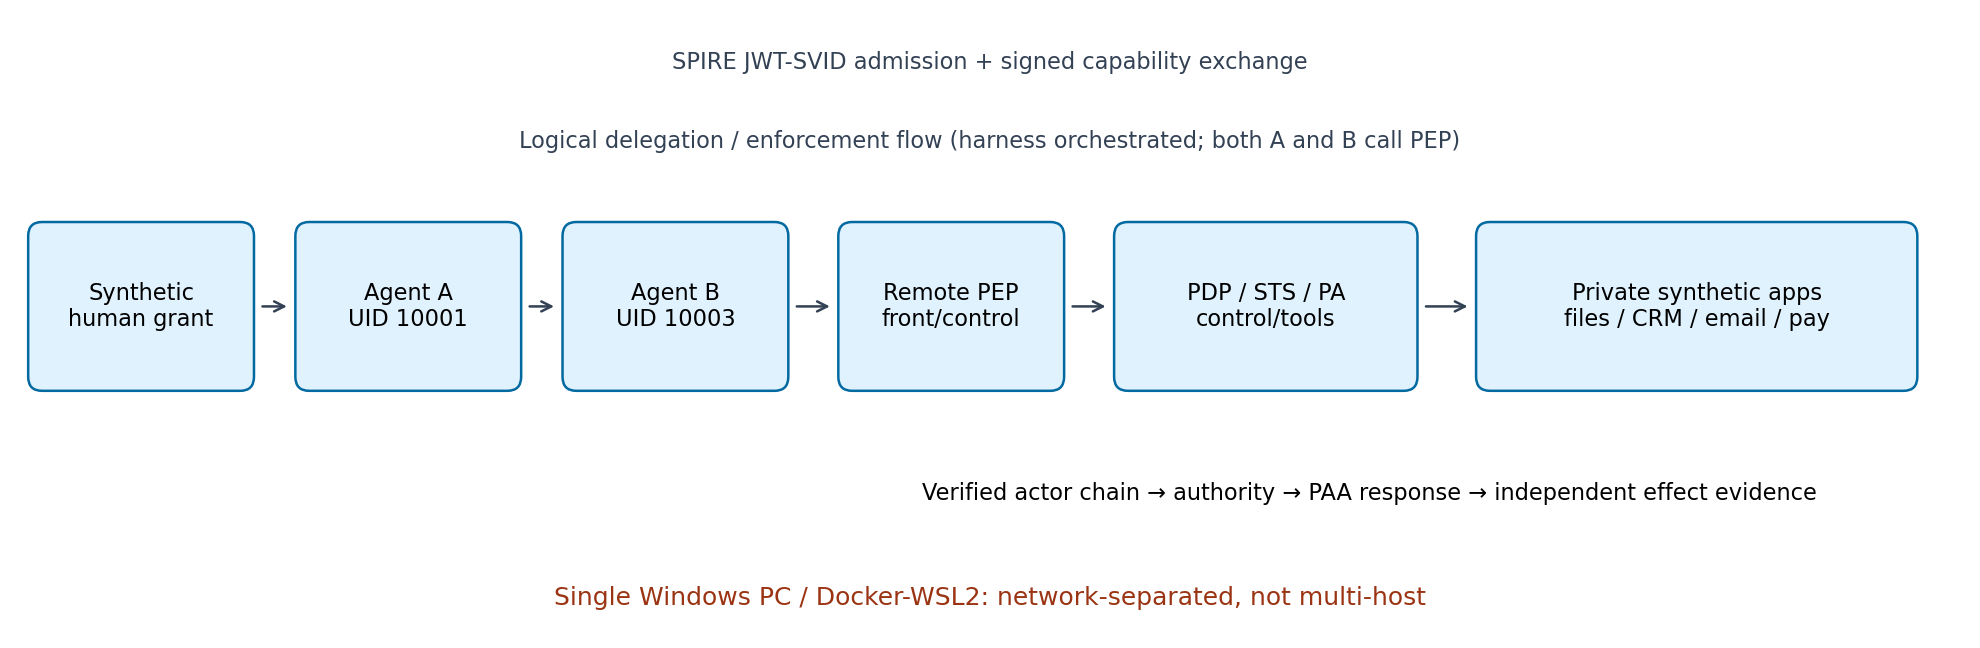 SPIRE JWT-SVID admission + signed capability exchange
Logical delegation / enforcement flow (harness orchestrated; both A and B call PEP)
Synthetic
human grant
Agent A
UID 10001
Agent B
UID 10003
Remote PEP
front/control
PDP / STS / PA
control/tools
Private synthetic apps
files / CRM / email / pay
Verified actor chain → authority → PAA response → independent effect evidence
Single Windows PC / Docker-WSL2: network-separated, not multi-host